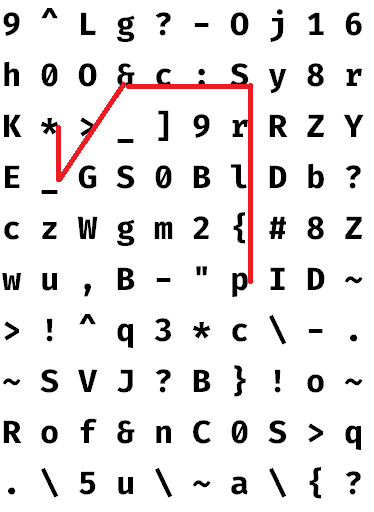 9 ^ L g ? - O j 1 6
h 0 O & c : S y 8 r
K * > _ ] 9 r R Z Y
E _ G S 0 B l D b ?
c z W g m 2 { # 8 Z
w u , B - " p I D ~
> ! ^ q 3 * c \ - .
~ S V J ? B } ! o ~
R o f & n C 0 S > q
. \ 5 u \ ~ a \ { ?